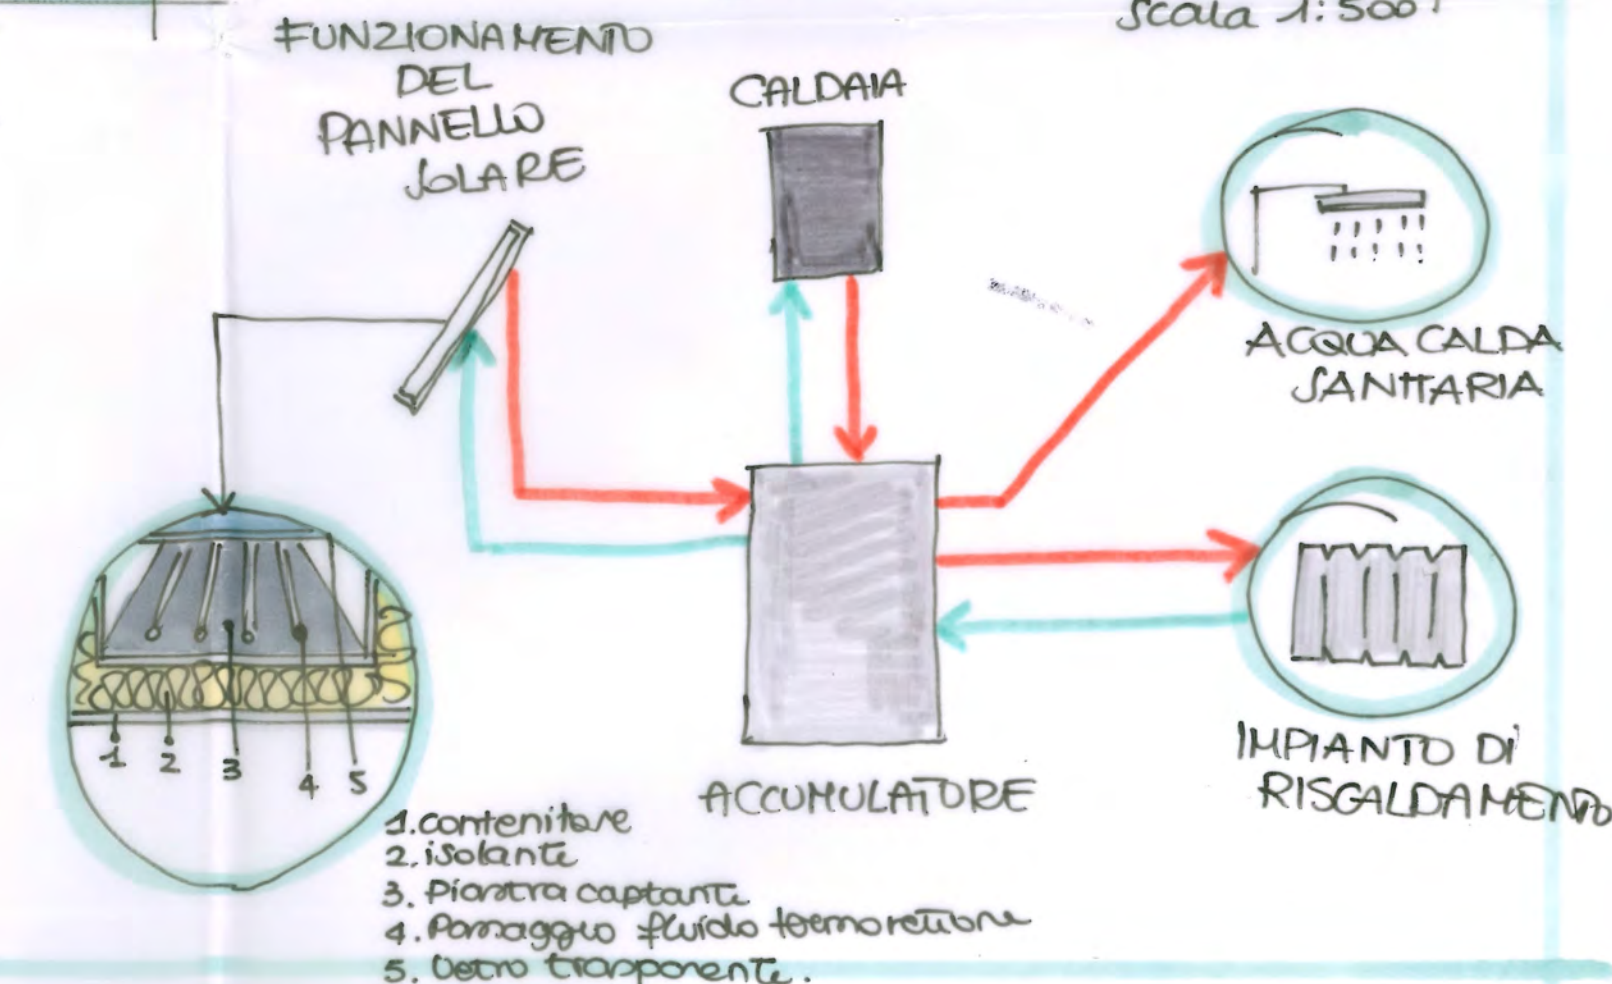 scala 1:500
FUNZIONAMENTO
DEL
PANNELLO
SOLARE
CALDAIA
ACQUA CALDA
SANITARIA
IMPIANTO DI
RISCALDAMENTO
ACCUMULATORE
1 2 3 4 5
1. contenitore
2. isolante
3. Piastra captante
4. Passaggio fluido termovettore
5. Vetro trasparente.